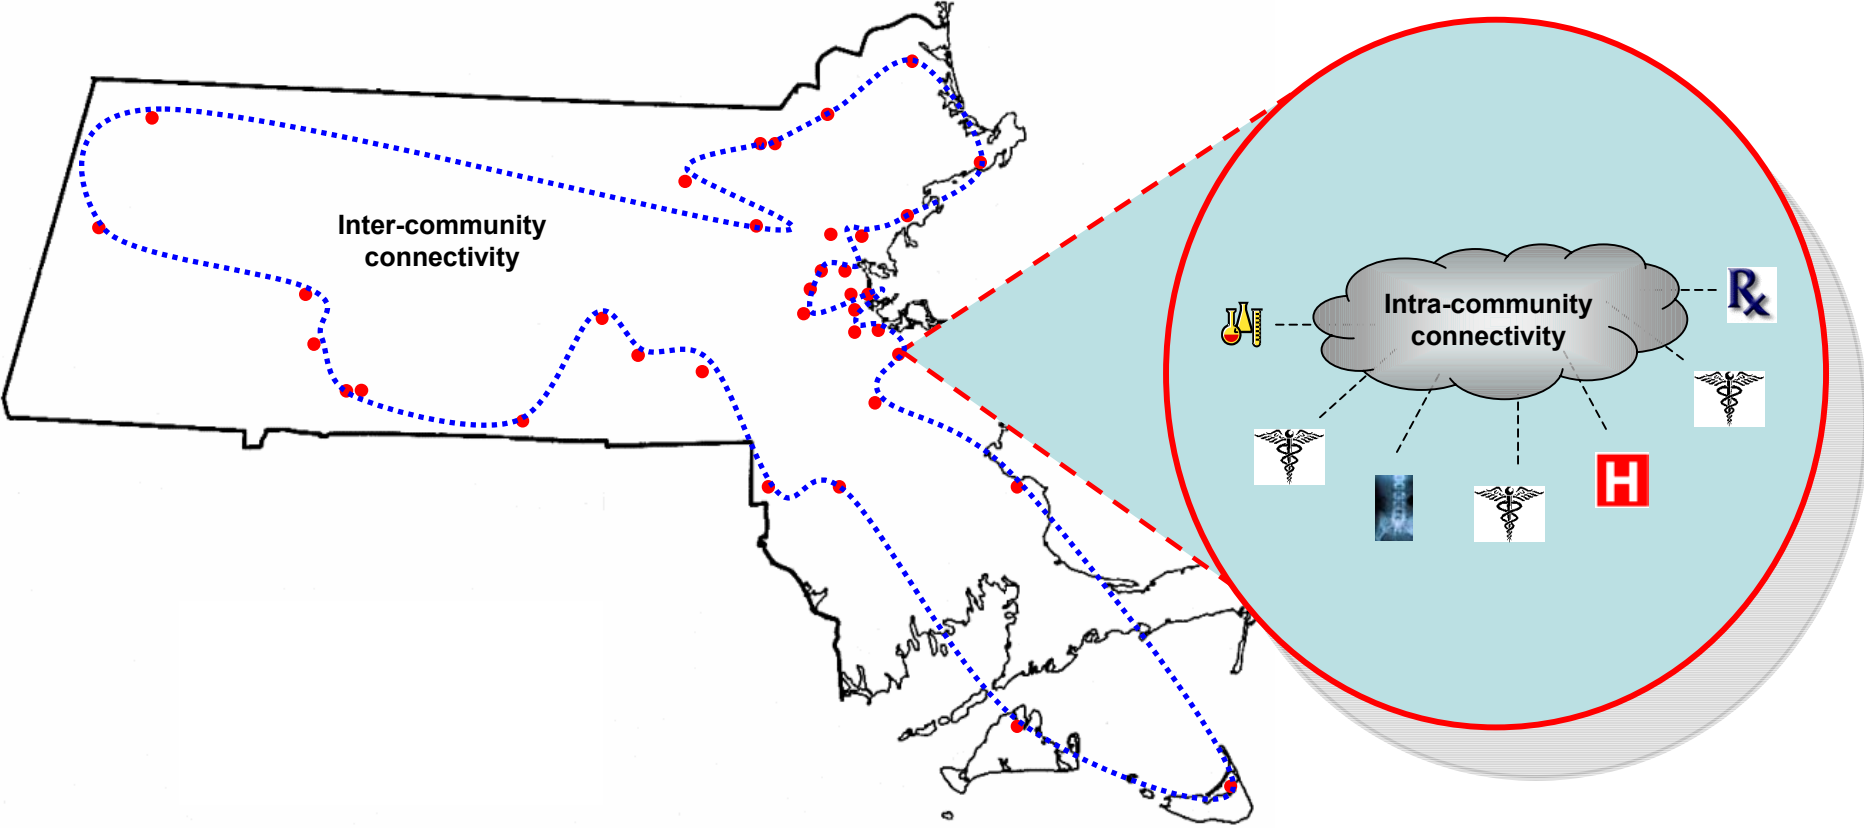 Inter-community
connectivity
Intra-community
connectivity
Rx
H